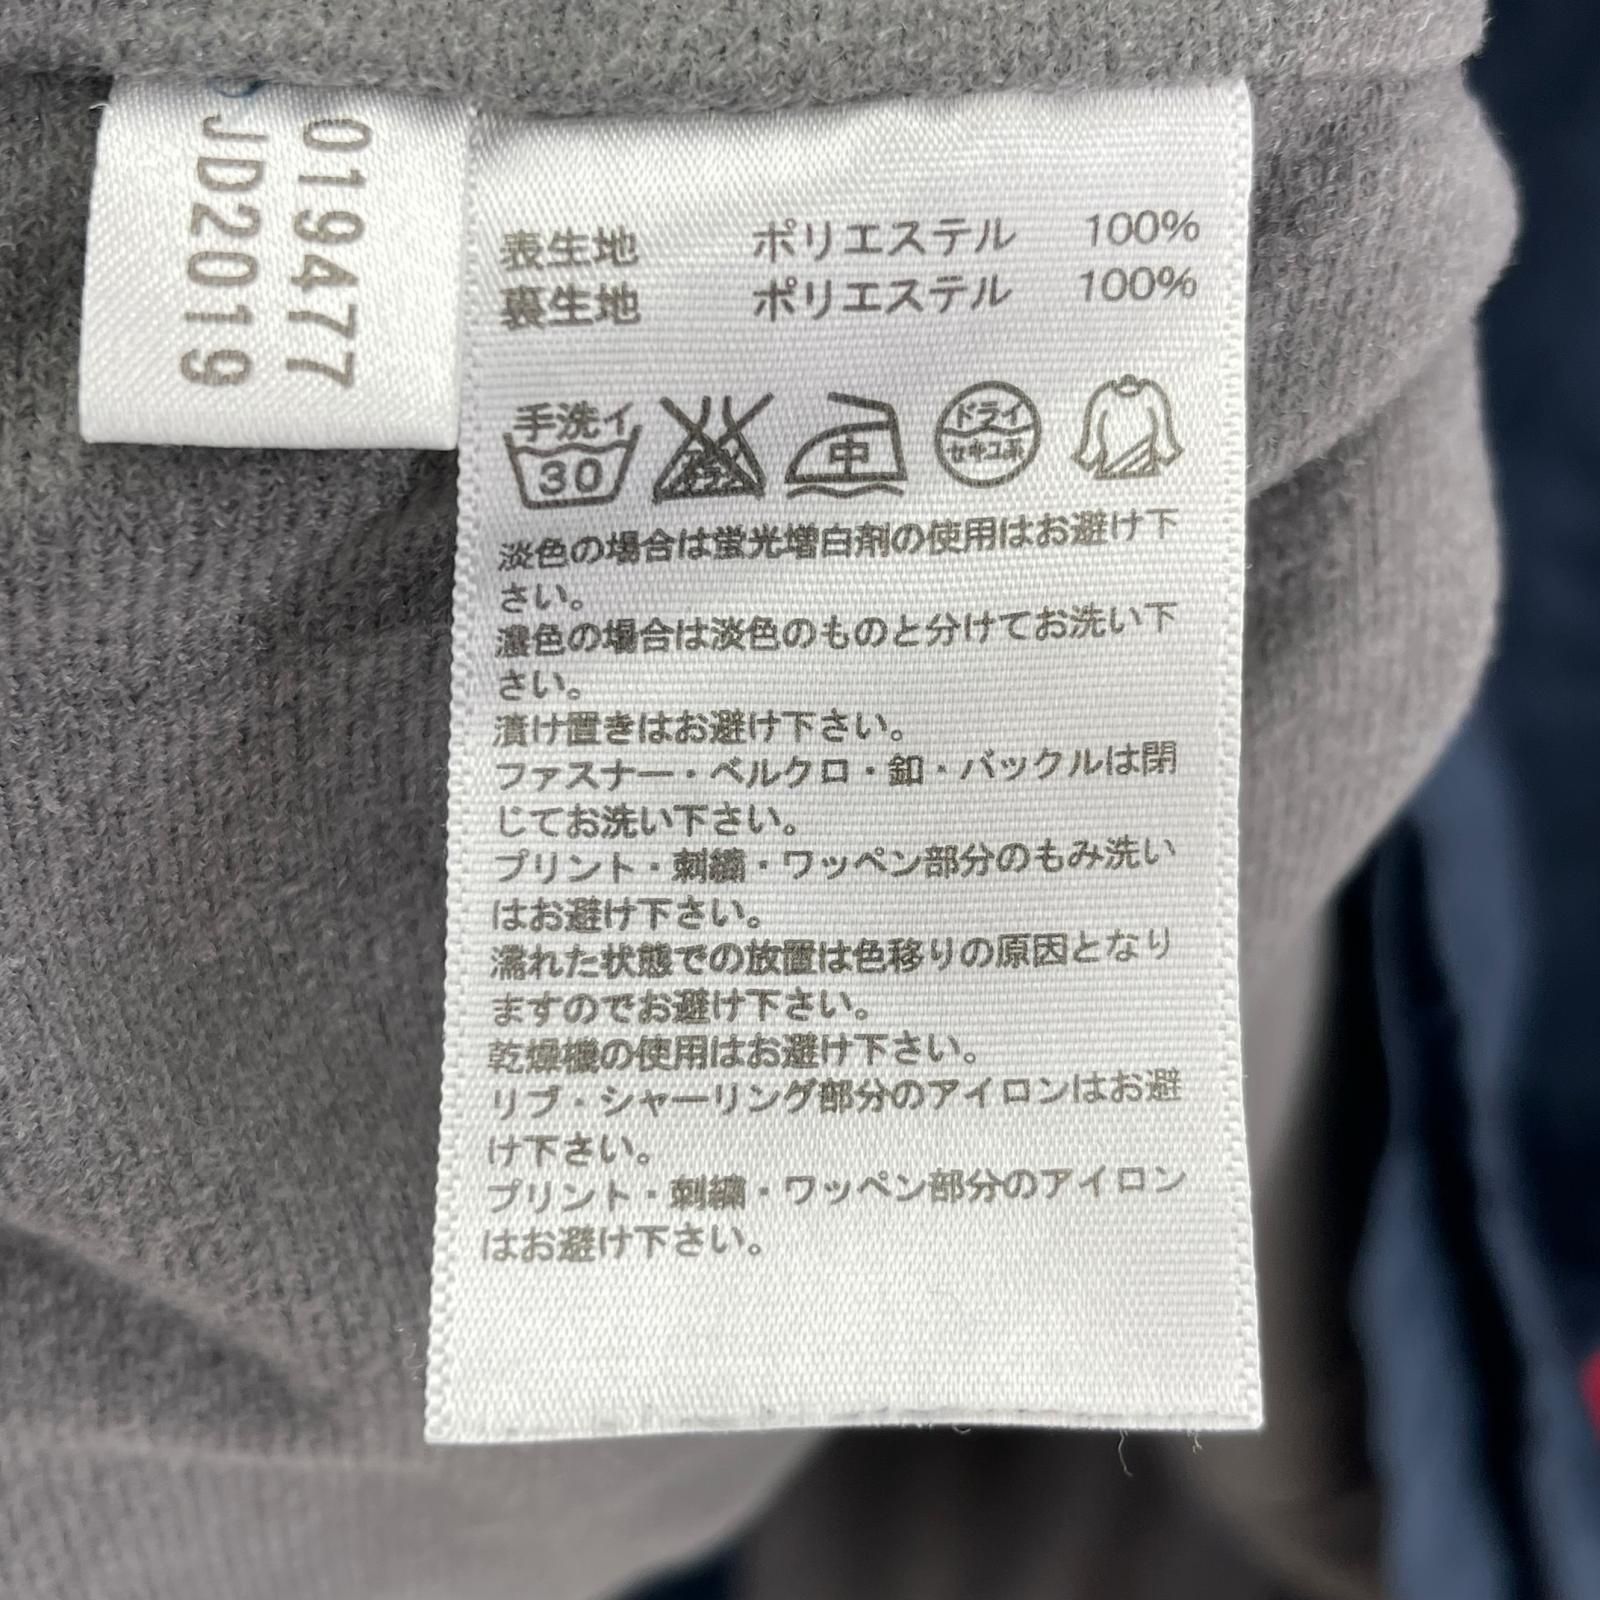 019477
JD2019
表生地 ポリエステル 100%
裏生地 ポリエステル 100%
手洗イ
30
中
ドライ
セキユ系
淡色の場合は蛍光増白剤の使用はお避け下
さい。
濃色の場合は淡色のものと分けてお洗い下
さい。
漬け置きはお避け下さい。
ファスナー・ベルクロ・釦・バックルは閉
じてお洗い下さい。
プリント・刺繍・ワッペン部分のもみ洗い
はお避け下さい。
濡れた状態での放置は色移りの原因となり
ますのでお避け下さい。
乾燥機の使用はお避け下さい。
リブ・シャーリング部分のアイロンはお避
け下さい。
プリント・刺繍・ワッペン部分のアイロン
はお避け下さい。